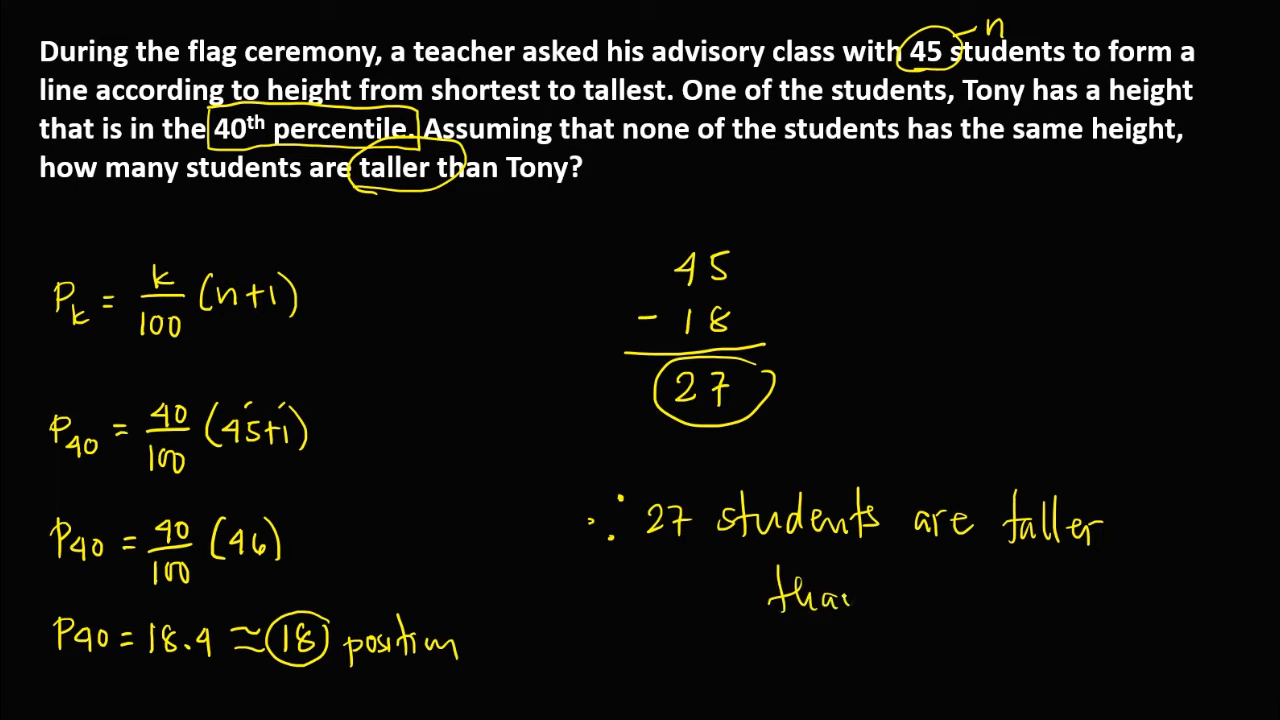 During the flag ceremony, a teacher asked his advisory class with 45 students to form a
n
line according to height from shortest to tallest. One of the students, Tony has a height
that is in the 40th percentile. Assuming that none of the students has the same height,
how many students are taller than Tony?
Pk = k/100 (n+1)
P40 = 40/100 (45+1)
P40 = 40/100 (46)
P40 = 18.4 ≈ 18 position
45
- 18
27
∴ 27 students are taller
than